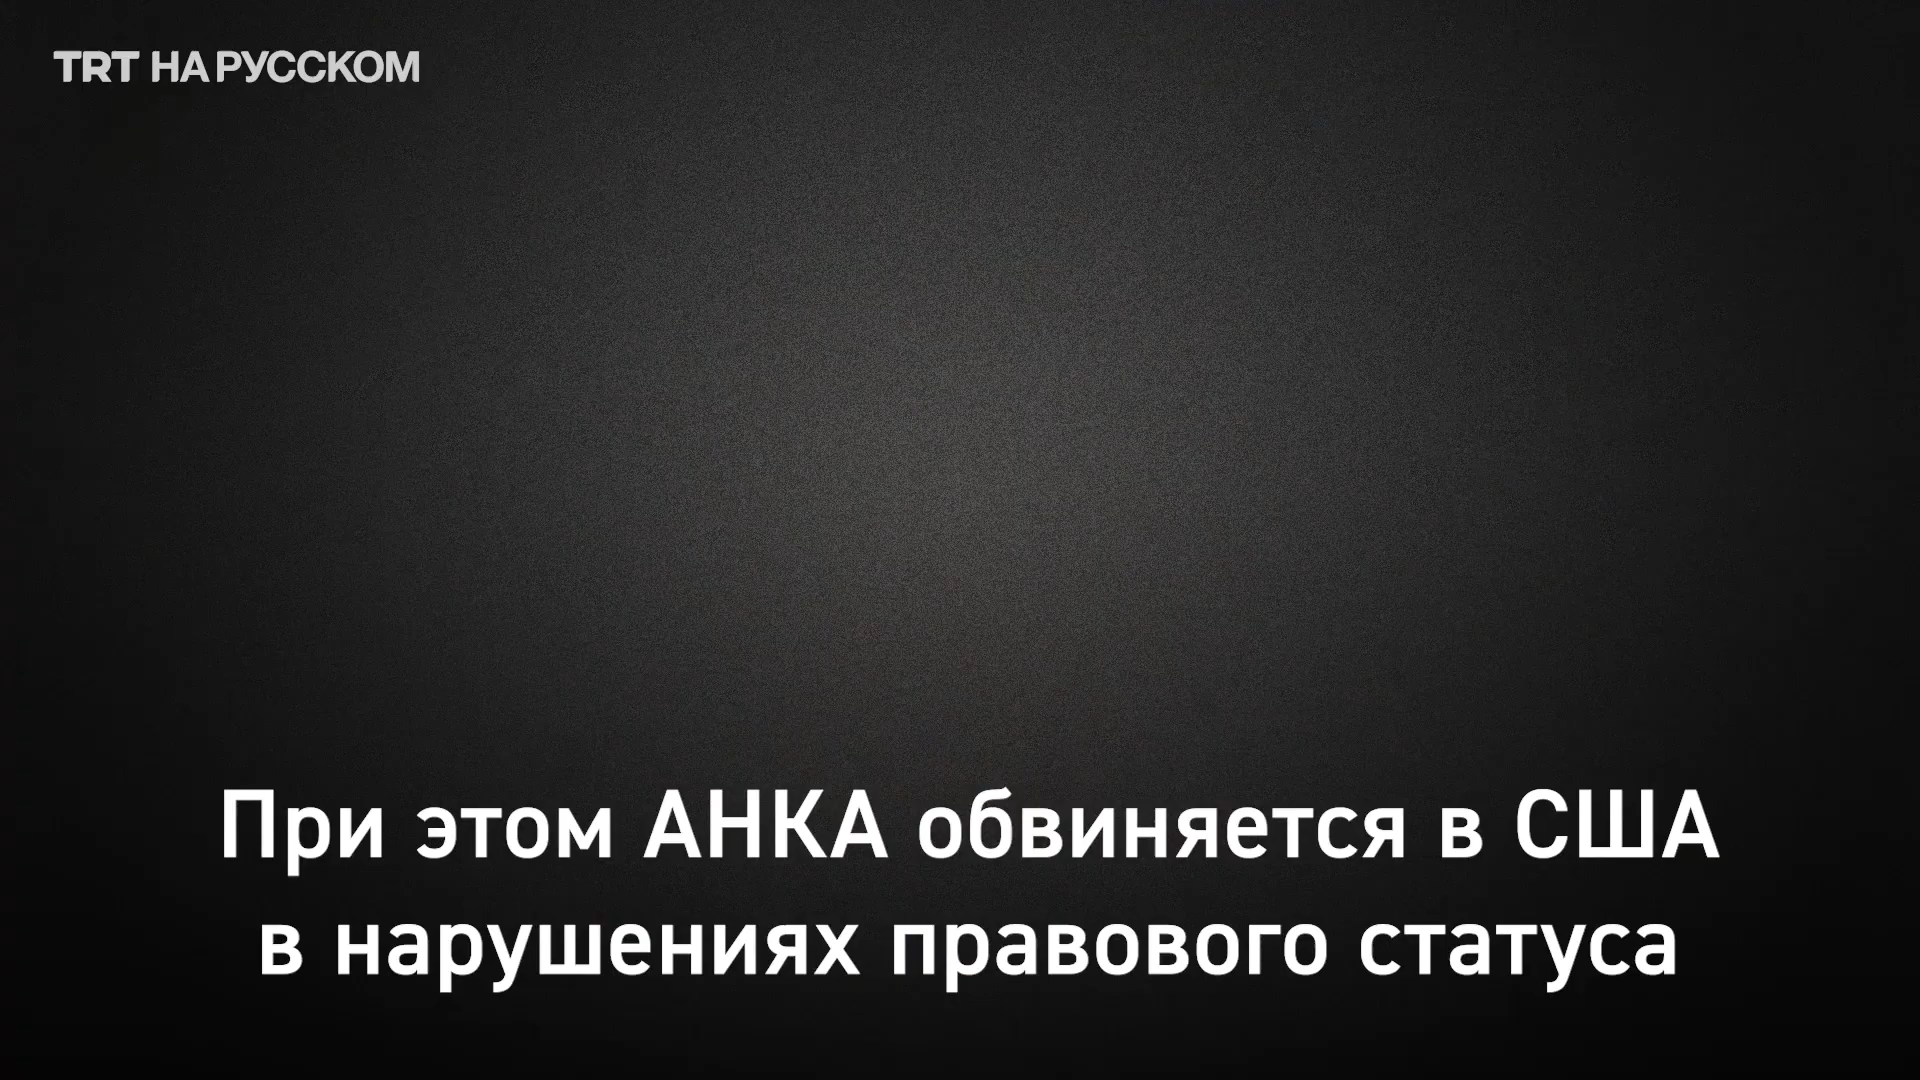 TRT НА РУССКОМ
При этом АНКА обвиняется в США
в нарушениях правового статуса